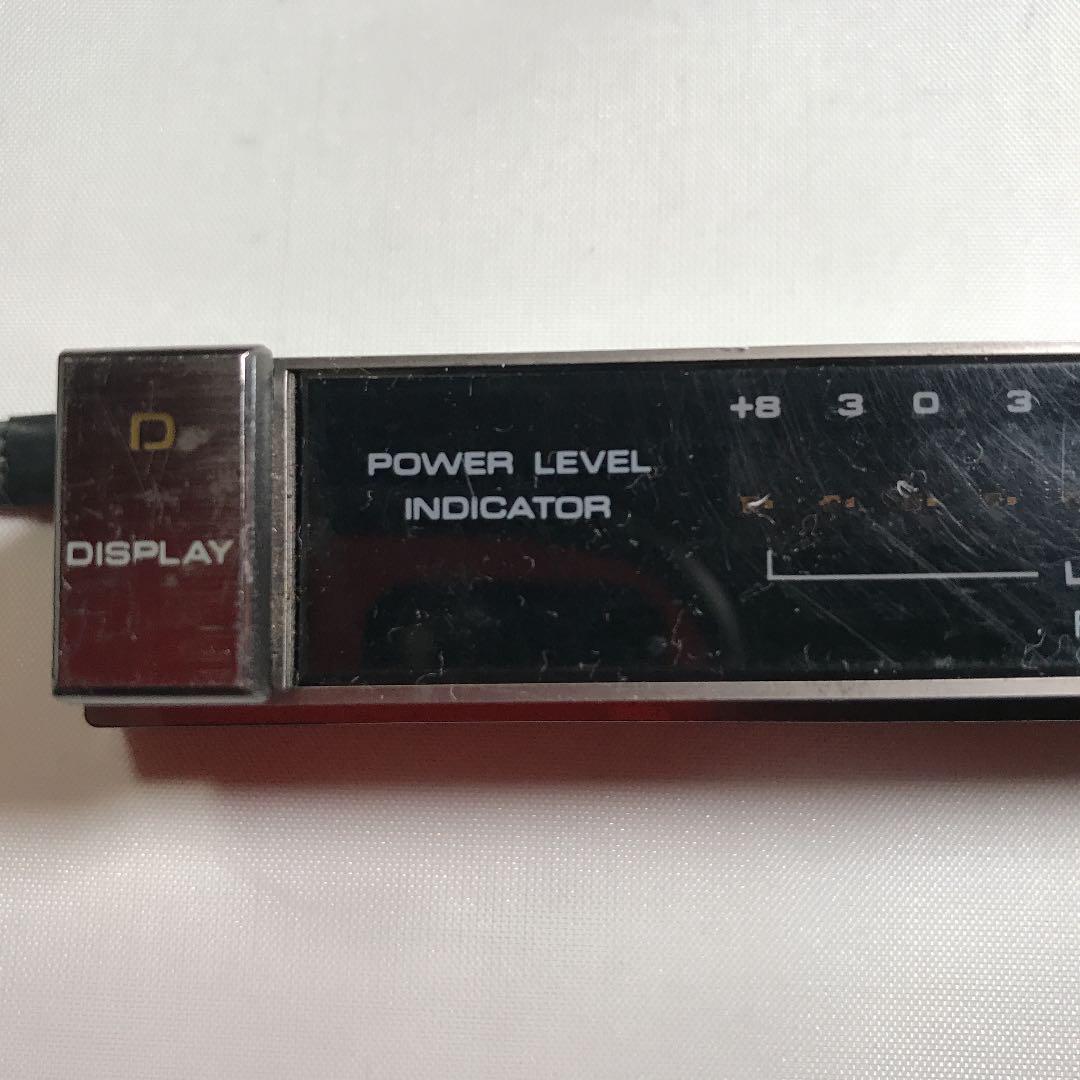 D
DISPLAY
POWER LEVEL
INDICATOR
+8 3 0 3